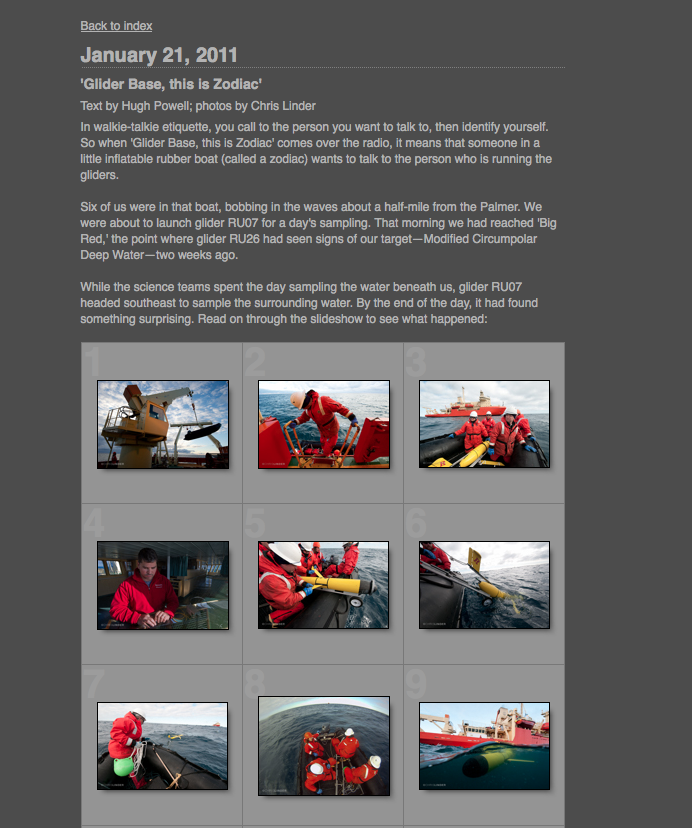 Back to index
January 21, 2011
'Glider Base, this is Zodiac'
Text by Hugh Powell; photos by Chris Linder
In walkie-talkie etiquette, you call to the person you want to talk to, then identify yourself.
So when 'Glider Base, this is Zodiac' comes over the radio, it means that someone in a
little inflatable rubber boat (called a zodiac) wants to talk to the person who is running the
gliders.
Six of us were in that boat, bobbing in the waves about a half-mile from the Palmer. We
were about to launch glider RU07 for a day's sampling. That morning we had reached 'Big
Red,' the point where glider RU26 had seen signs of our target—Modified Circumpolar
Deep Water—two weeks ago.
While the science teams spent the day sampling the water beneath us, glider RU07
headed southeast to sample the surrounding water. By the end of the day, it had found
something surprising. Read on through the slideshow to see what happened:
1 2 3
4 5 6
7 8 9